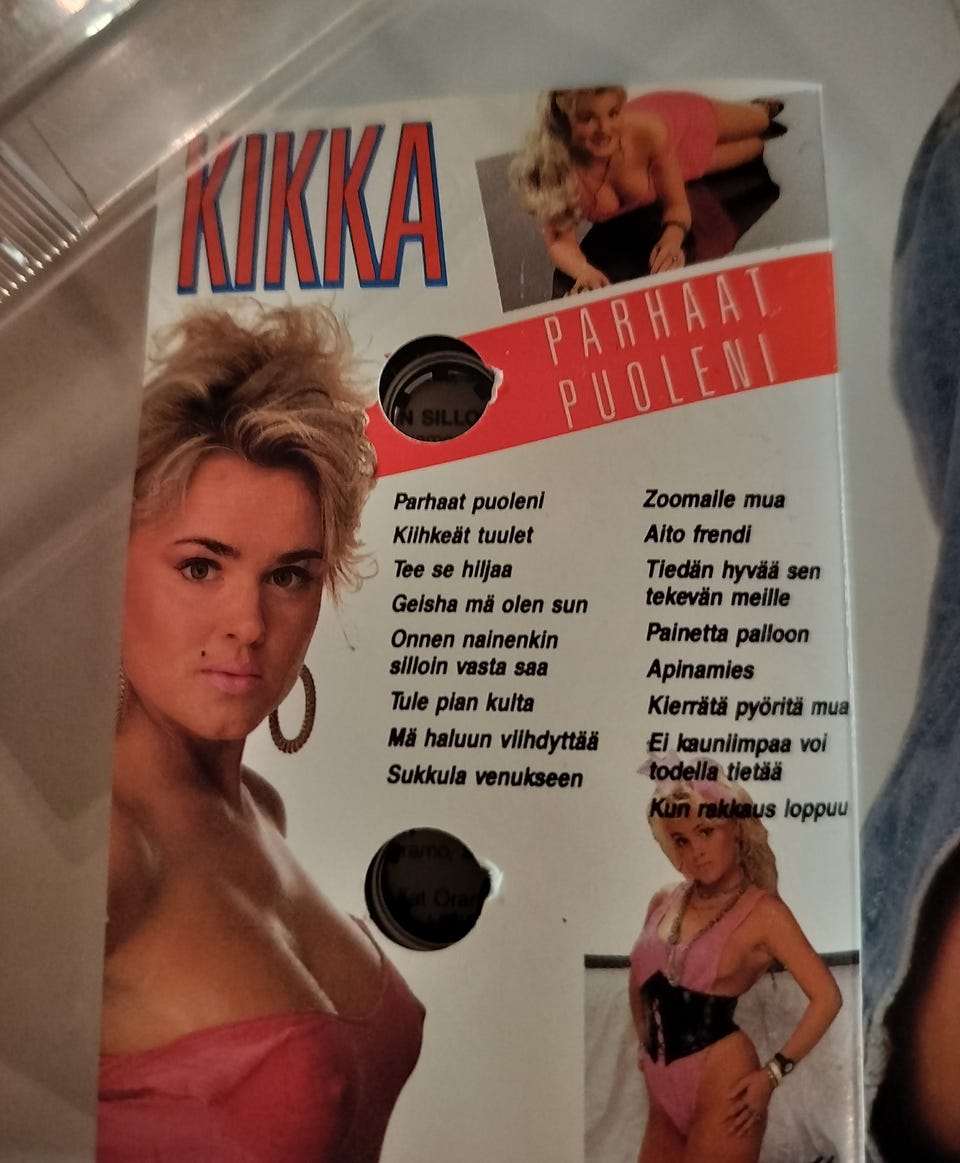 KIKKA
PARHAAT
PUOLENI
N SILLO
Parhaat puoleni
Kiihkeät tuulet
Tee se hiljaa
Geisha mä olen sun
Onnen nainenkin
silloin vasta saa
Tule pian kulta
Mä haluun viihdyttää
Sukkula venukseen
Zoomaile mua
Aito frendi
Tiedän hyvää sen
tekevän meille
Painetta palloon
Apinamies
Kierrätä pyöritä mua
Ei kauniimpaa voi
todella tietää
Kun rakkaus loppuu
ramo,